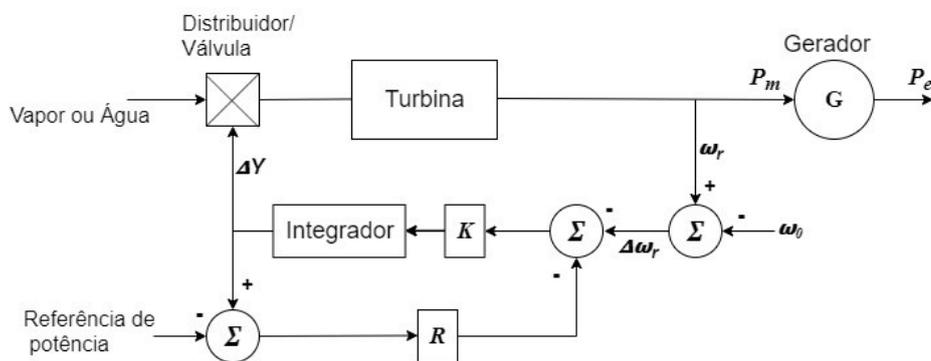 Distribuidor/
Válvula
Gerador
Vapor ou Água
Turbina
P_m
G
P_e
ΔY
ω_r
+
-
ω_0
Σ
Δω_r
-
Σ
-
K
Integrador
+
-
Referência de
potência
Σ
R